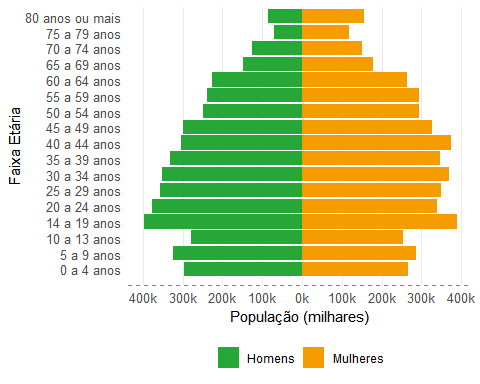 80 anos ou mais
75 a 79 anos
70 a 74 anos
65 a 69 anos
60 a 64 anos
55 a 59 anos
50 a 54 anos
45 a 49 anos
40 a 44 anos
35 a 39 anos
30 a 34 anos
25 a 29 anos
20 a 24 anos
14 a 19 anos
10 a 13 anos
5 a 9 anos
0 a 4 anos
Faixa Etária
400k 300k 200k 100k 0k 100k 200k 300k 400k
População (milhares)
Homens Mulheres